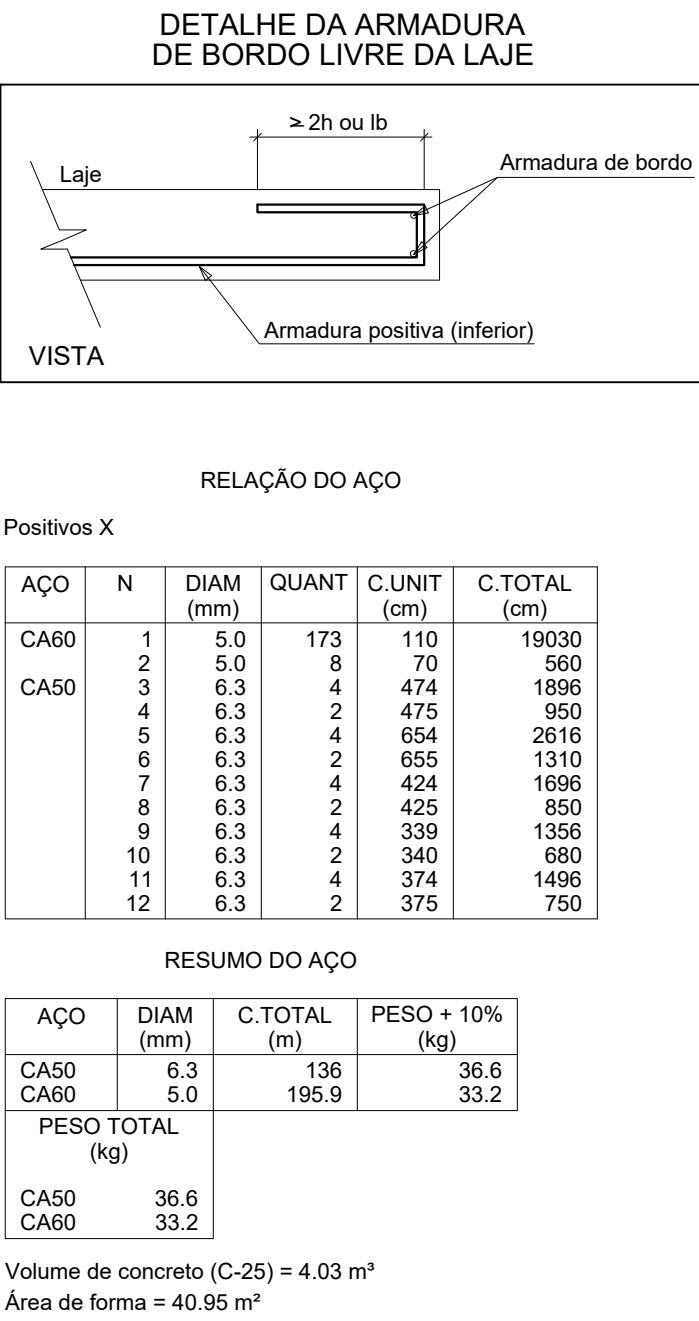 DETALHE DA ARMADURA
DE BORDO LIVRE DA LAJE
≥ 2h ou lb
Laje
Armadura de bordo
Armadura positiva (inferior)
VISTA
RELAÇÃO DO AÇO
Positivos X
AÇO N DIAM QUANT C.UNIT C.TOTAL
(mm) (cm) (cm)
CA60 1 5.0 173 110 19030
2 5.0 8 70 560
CA50 3 6.3 4 474 1896
4 6.3 2 475 950
5 6.3 4 654 2616
6 6.3 2 655 1310
7 6.3 4 424 1696
8 6.3 2 425 850
9 6.3 4 339 1356
10 6.3 2 340 680
11 6.3 4 374 1496
12 6.3 2 375 750
RESUMO DO AÇO
AÇO DIAM C.TOTAL PESO + 10%
(mm) (m) (kg)
CA50 6.3 136 36.6
CA60 5.0 195.9 33.2
PESO TOTAL
(kg)
CA50 36.6
CA60 33.2
Volume de concreto (C-25) = 4.03 m³
Área de forma = 40.95 m²